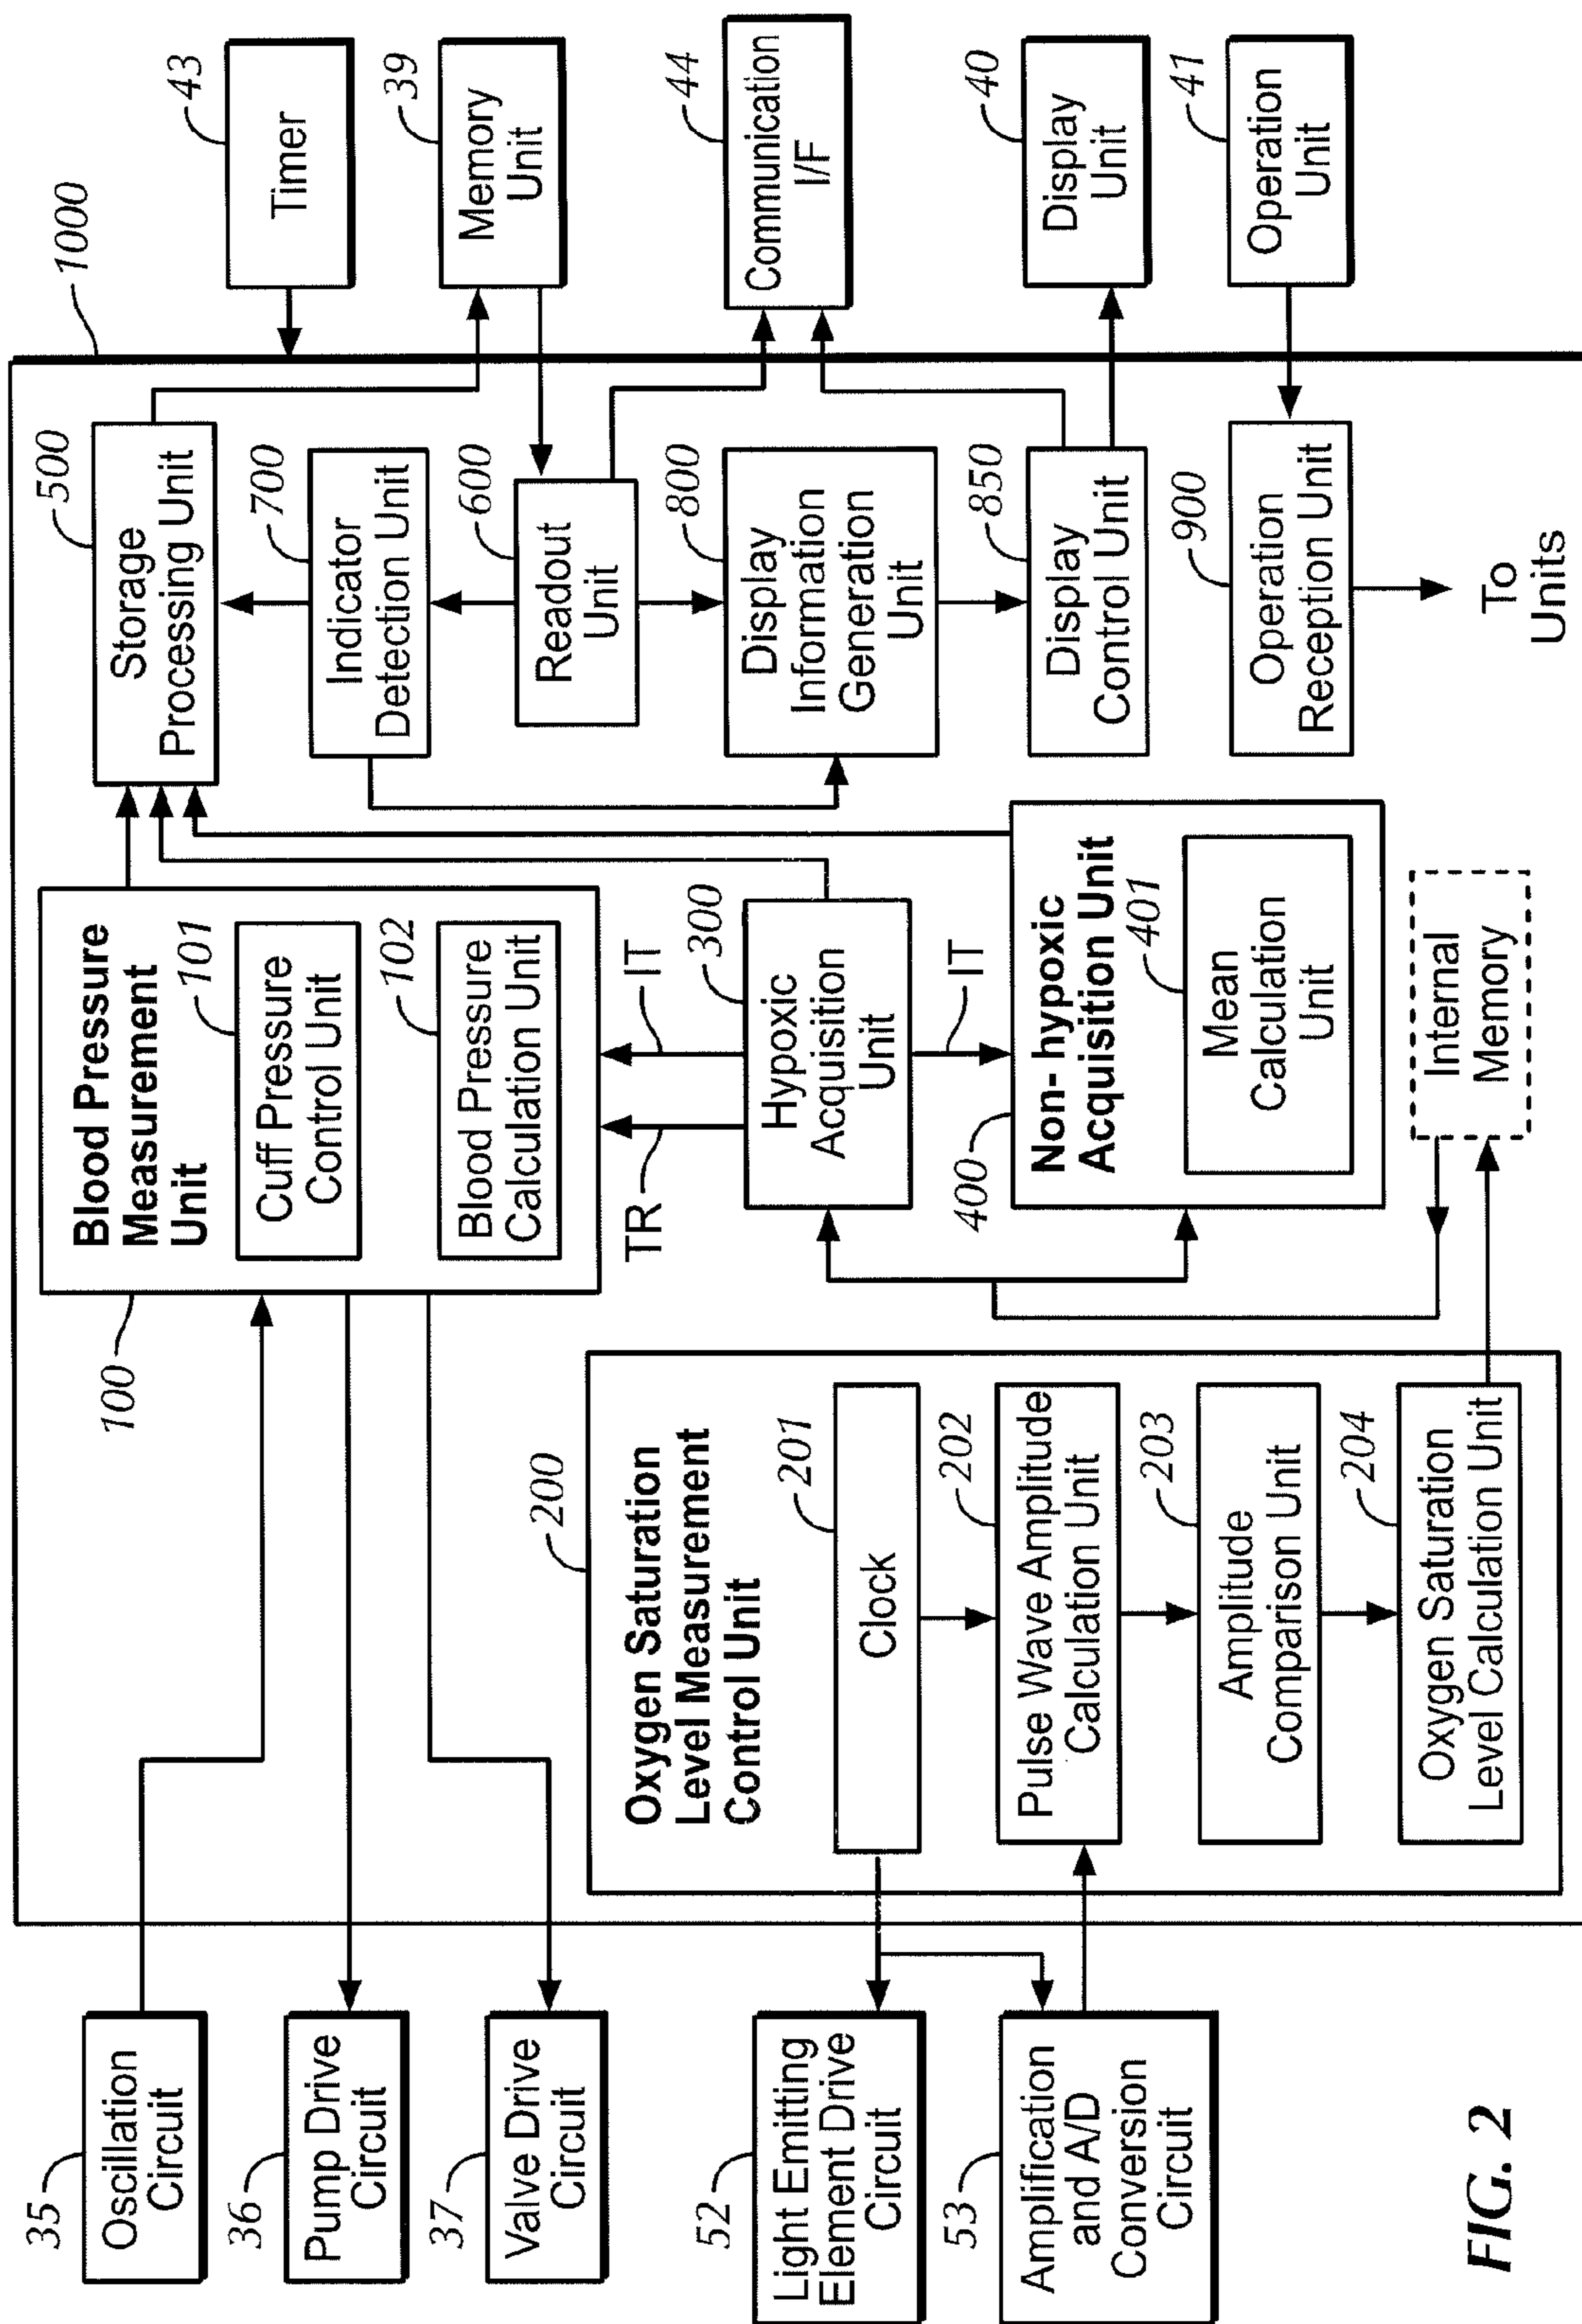 35
Oscillation
Circuit
36
Pump Drive
Circuit
37
Valve Drive
Circuit
52
Light Emitting
Element Drive
Circuit
53
Amplification
and A/D
Conversion
Circuit
100
Blood Pressure
Measurement
Unit
101
Cuff Pressure
Control Unit
102
Blood Pressure
Calculation Unit
200
Oxygen Saturation
Level Measurement
Control Unit
201
Clock
202
Pulse Wave Amplitude
Calculation Unit
203
Amplitude
Comparison Unit
204
Oxygen Saturation
Level Calculation Unit
TR
IT
300
Hypoxic
Acquisition
Unit
IT
400
Non- hypoxic
Acquisition Unit
401
Mean
Calculation
Unit
Internal
Memory
500
Storage
Processing Unit
700
Indicator
Detection Unit
600
Readout
Unit
800
Display
Information
Generation
Unit
850
Display
Control Unit
900
Operation
Reception Unit
To
Units
1000
43
Timer
39
Memory
Unit
44
Communication
I/F
40
Display
Unit
41
Operation
Unit
FIG. 2